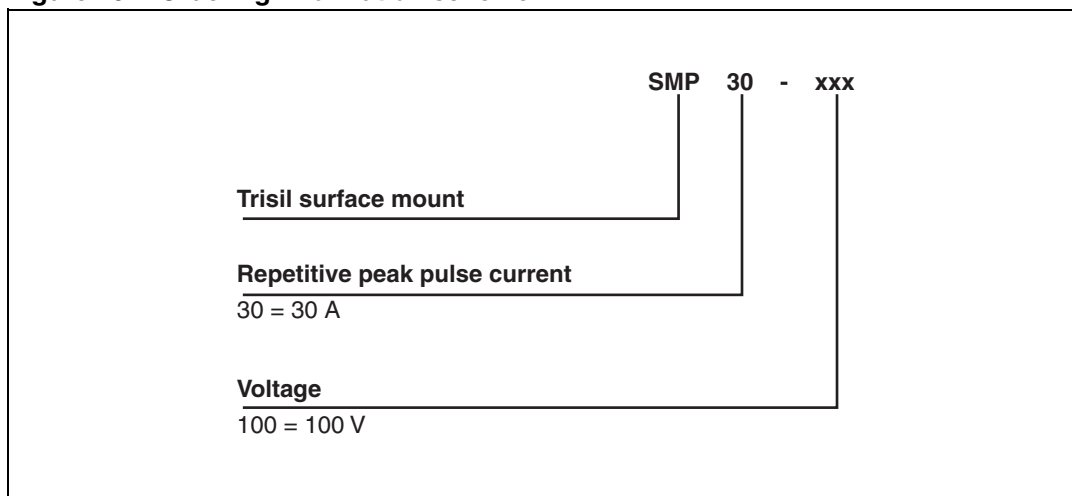 SMP 30 - xxx
Trisil surface mount
Repetitive peak pulse current
30 = 30 A
Voltage
100 = 100 V